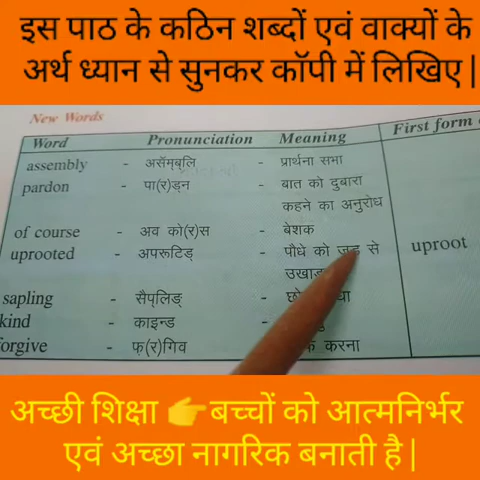 इस पाठ के कठिन शब्दों एवं वाक्यों के
अर्थ ध्यान से सुनकर कॉपी में लिखिए |
New Words
Word Pronunciation Meaning First form
assembly - असॅम्ब्लि - प्रार्थना सभा
pardon - पा(र)ड्न - बात को दुबारा
कहने का अनुरोध
of course - अव को(र)स - बेशक
uprooted - अपरूटिड् - पौधे को जड़ से uproot
उखाड़
sapling - सैप्लिङ् -
kind - काइन्ड -
orgive - फ़(र)गिव - करना
अच्छी शिक्षा 👉 बच्चों को आत्मनिर्भर
एवं अच्छा नागरिक बनाती है |